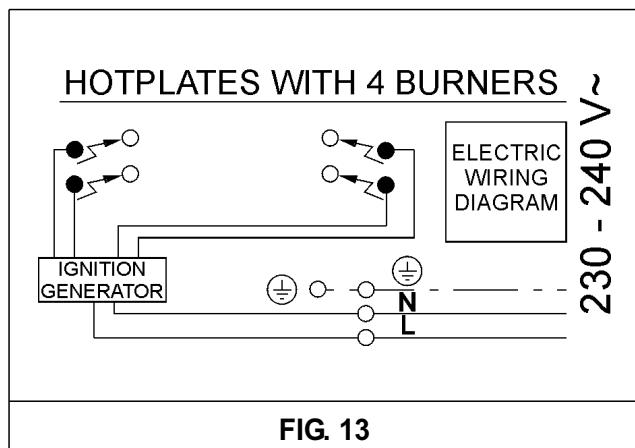 HOTPLATES WITH 4 BURNERS
ELECTRIC
WIRING
DIAGRAM
230 - 240 V~
IGNITION
GENERATOR
N
L
FIG. 13